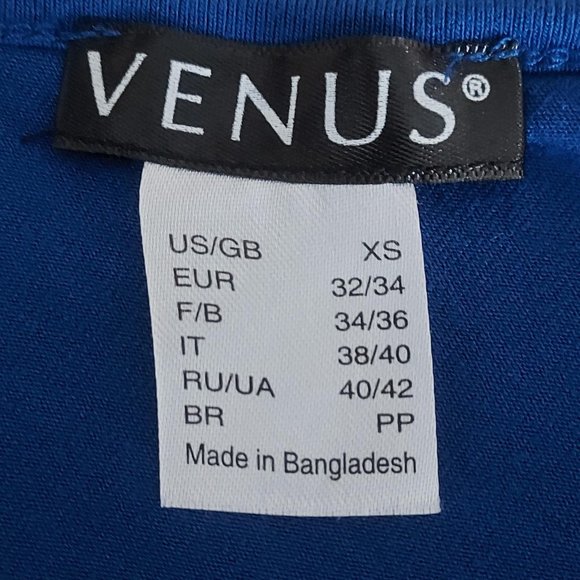 VENUS®
US/GB XS
EUR 32/34
F/B 34/36
IT 38/40
RU/UA 40/42
BR PP
Made in Bangladesh